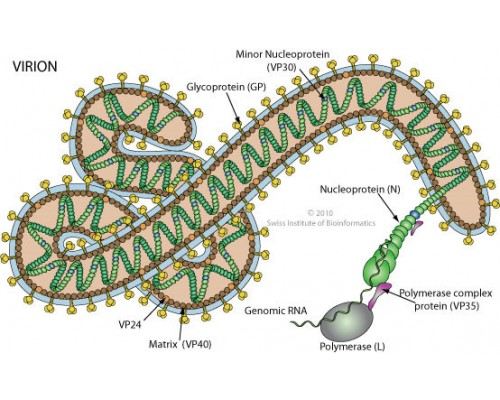 VIRION
Minor Nucleoprotein
(VP30)
Glycoprotein (GP)
Nucleoprotein (N)
© 2010
Swiss Institute of Bioinformatics
Polymerase complex
protein (VP35)
Genomic RNA
VP24
Matrix (VP40)
Polymerase (L)